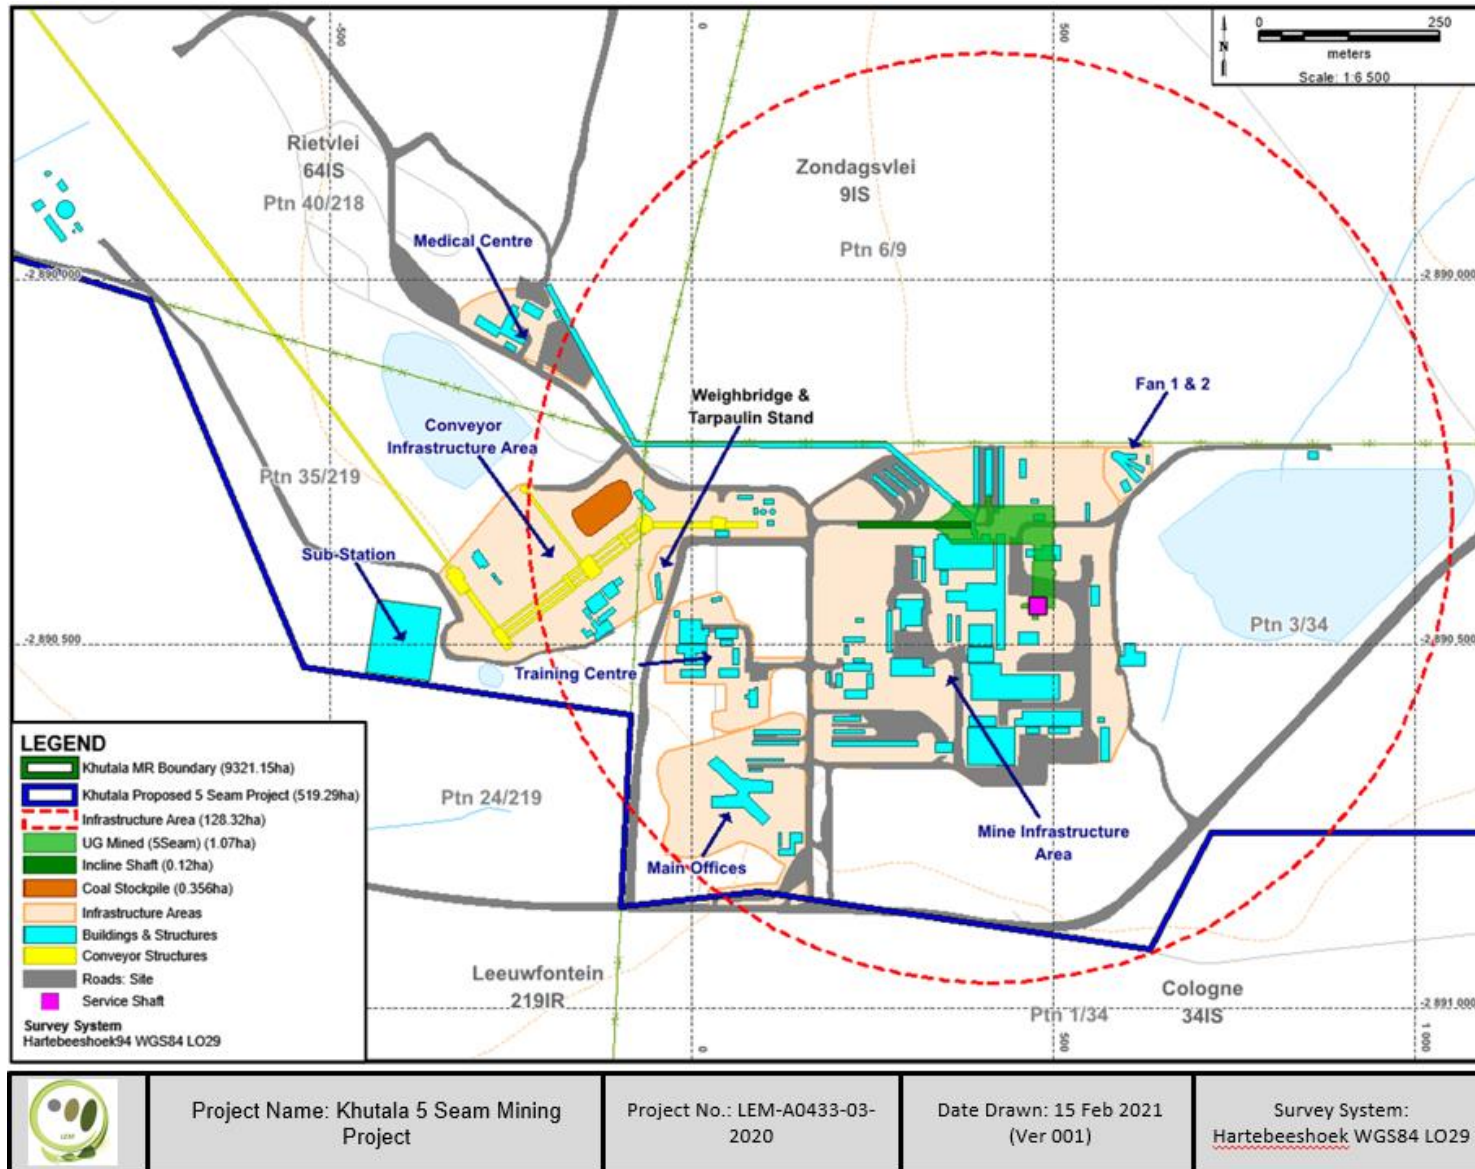 -500
0
500
N
0 250
meters
Scale: 1:6 500
Rietvlei
64IS
Ptn 40/218
Zondagsvlei
9IS
Ptn 6/9
Medical Centre
-2 890 000
-2 890 000
Weighbridge &
Tarpaulin Stand
Fan 1 & 2
Conveyor
Infrastructure Area
Ptn 35/219
Sub-Station
-2 890 500
-2 890 500
Ptn 3/34
Training Centre
Ptn 24/219
Mine Infrastructure
Area
Main Offices
LEGEND
Khutala MR Boundary (9321.15ha)
Khutala Proposed 5 Seam Project (519.29ha)
Infrastructure Area (128.32ha)
UG Mined (5Seam) (1.07ha)
Incline Shaft (0.12ha)
Coal Stockpile (0.356ha)
Infrastructure Areas
Buildings & Structures
Conveyor Structures
Roads: Site
Service Shaft
Survey System
Hartebeeshoek94 WGS84 LO29
Leeuwfontein
219IR
Cologne
34IS
Ptn 1/34
-2 891 000
0
500
1 000
LEM
Project Name: Khutala 5 Seam Mining
Project
Project No.: LEM-A0433-03-
2020
Date Drawn: 15 Feb 2021
(Ver 001)
Survey System:
Hartebeeshoek WGS84 LO29